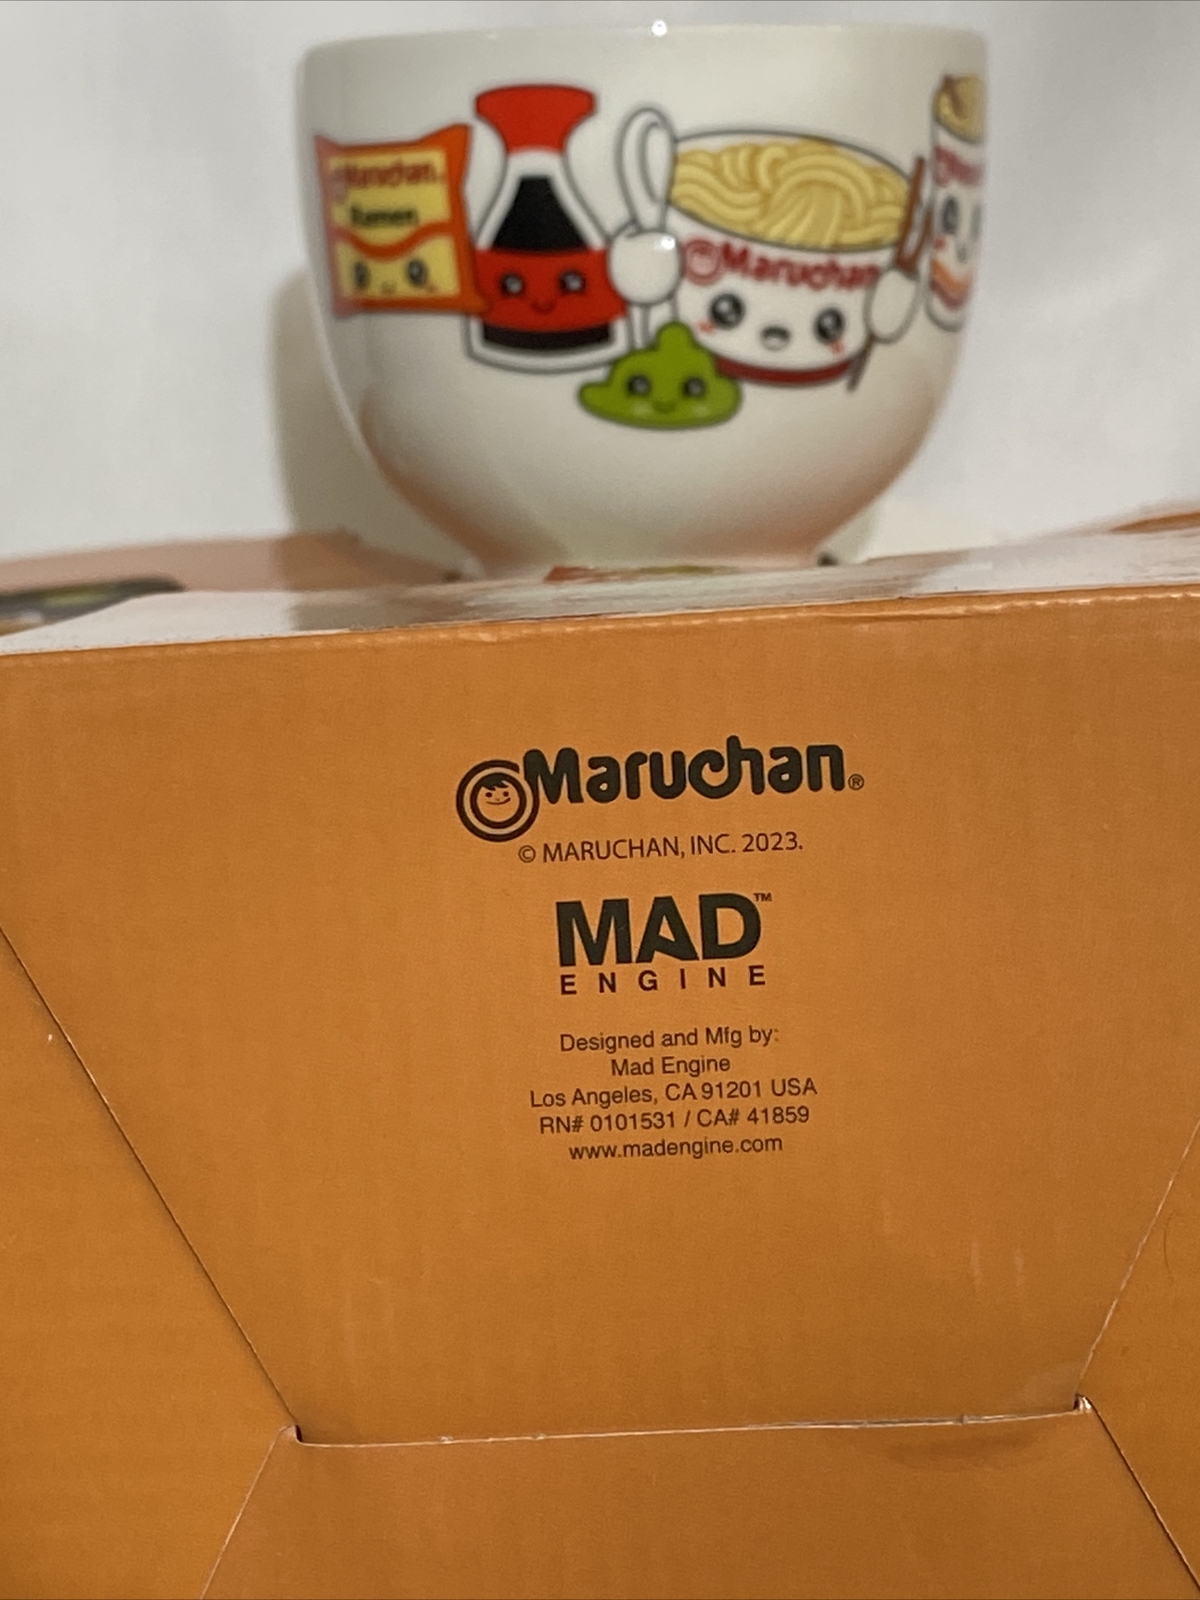 Maruchan.
Ramen
Maruchan
Maruchan®
© MARUCHAN, INC. 2023.
MAD™
ENGINE
Designed and Mfg by:
Mad Engine
Los Angeles, CA 91201 USA
RN# 0101531 / CA# 41859
www.madengine.com